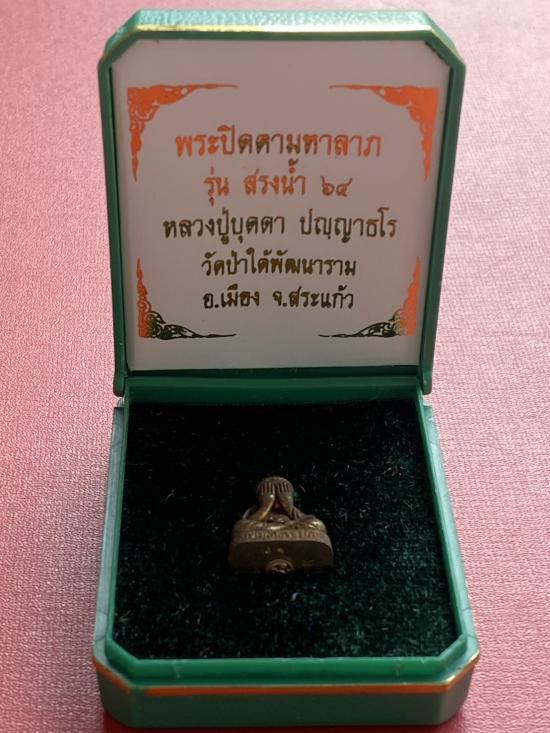 พระปิดตามหาลาภ
รุ่น สรงน้ำ ๖๔
หลวงปู่บุดดา ปญฺญาธโร
วัดป่าใต้พัฒนาราม
อ.เมือง จ.สระแก้ว